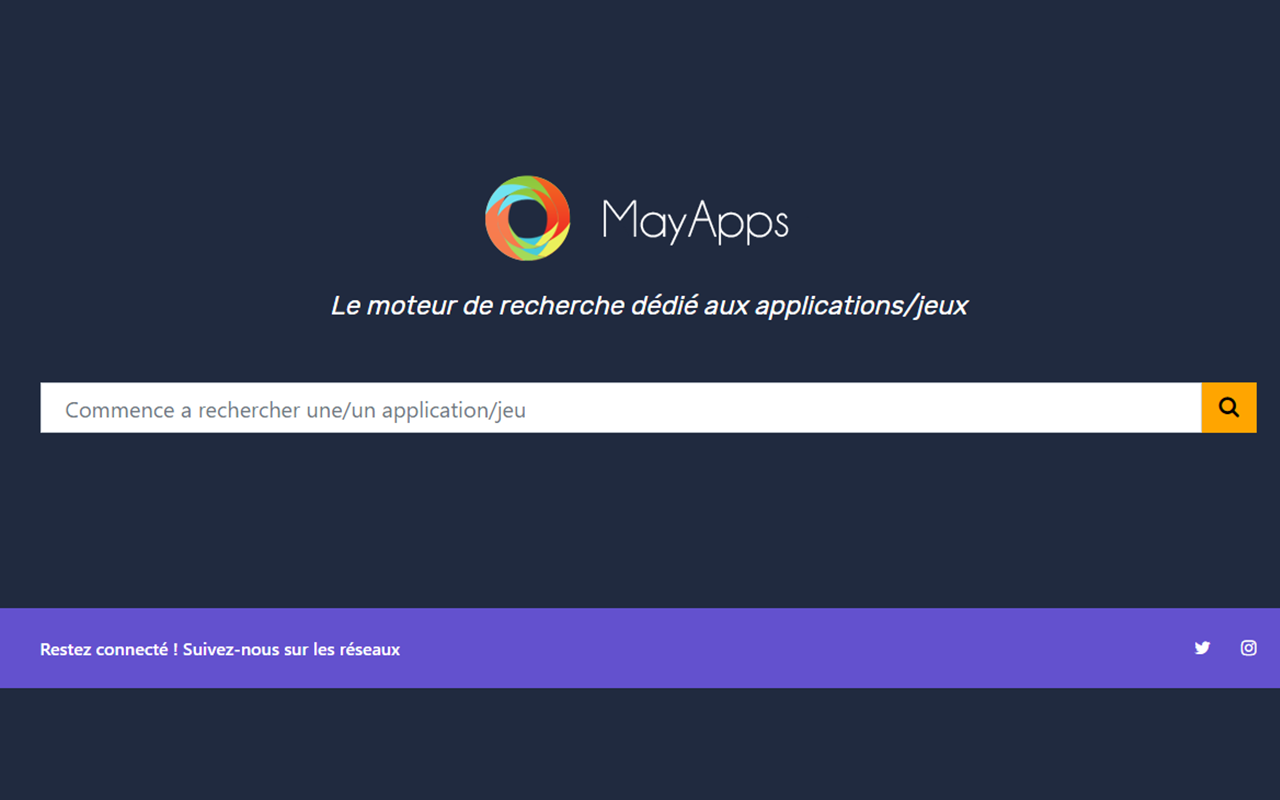 MayApps
Le moteur de recherche dédié aux applications/jeux
Commence a rechercher une/un application/jeu
Restez connecté ! Suivez-nous sur les réseaux